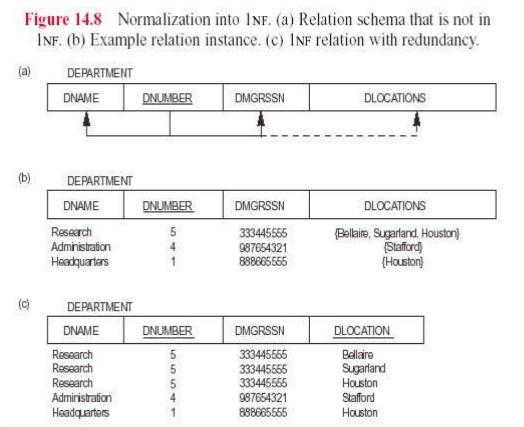 Figure 14.8 Normalization into 1NF. (a) Relation schema that is not in
1NF. (b) Example relation instance. (c) 1NF relation with redundancy.
(a) DEPARTMENT
DNAME DNUMBER DMGRSSN DLOCATIONS
(b) DEPARTMENT
DNAME DNUMBER DMGRSSN DLOCATIONS
Research 5 333445555 {Bellaire, Sugarland, Houston}
Administration 4 987654321 {Stafford}
Headquarters 1 888665555 {Houston}
(c) DEPARTMENT
DNAME DNUMBER DMGRSSN DLOCATION
Research 5 333445555 Bellaire
Research 5 333445555 Sugarland
Research 5 333445555 Houston
Administration 4 987654321 Stafford
Headquarters 1 888665555 Houston